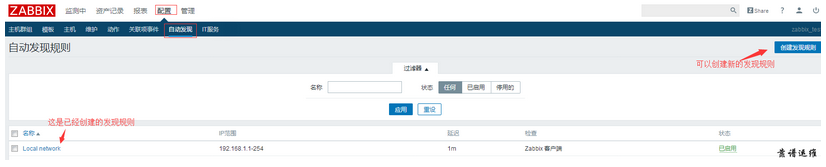 ZABBIX 监测中 资产记录 报表 配置 管理 Share ?
主机群组 模板 主机 维护 动作 关联项事件 自动发现 IT服务
自动发现规则 创建发现规则
可以创建新的发现规则
过滤器
名称 状态 任何 已启用 停用的
应用 重设
这是已经创建的发现规则
名称 IP范围 延迟 检查 状态
Local network 192.168.1.1-254 1m Zabbix 客户端 已启用
靠谱运维